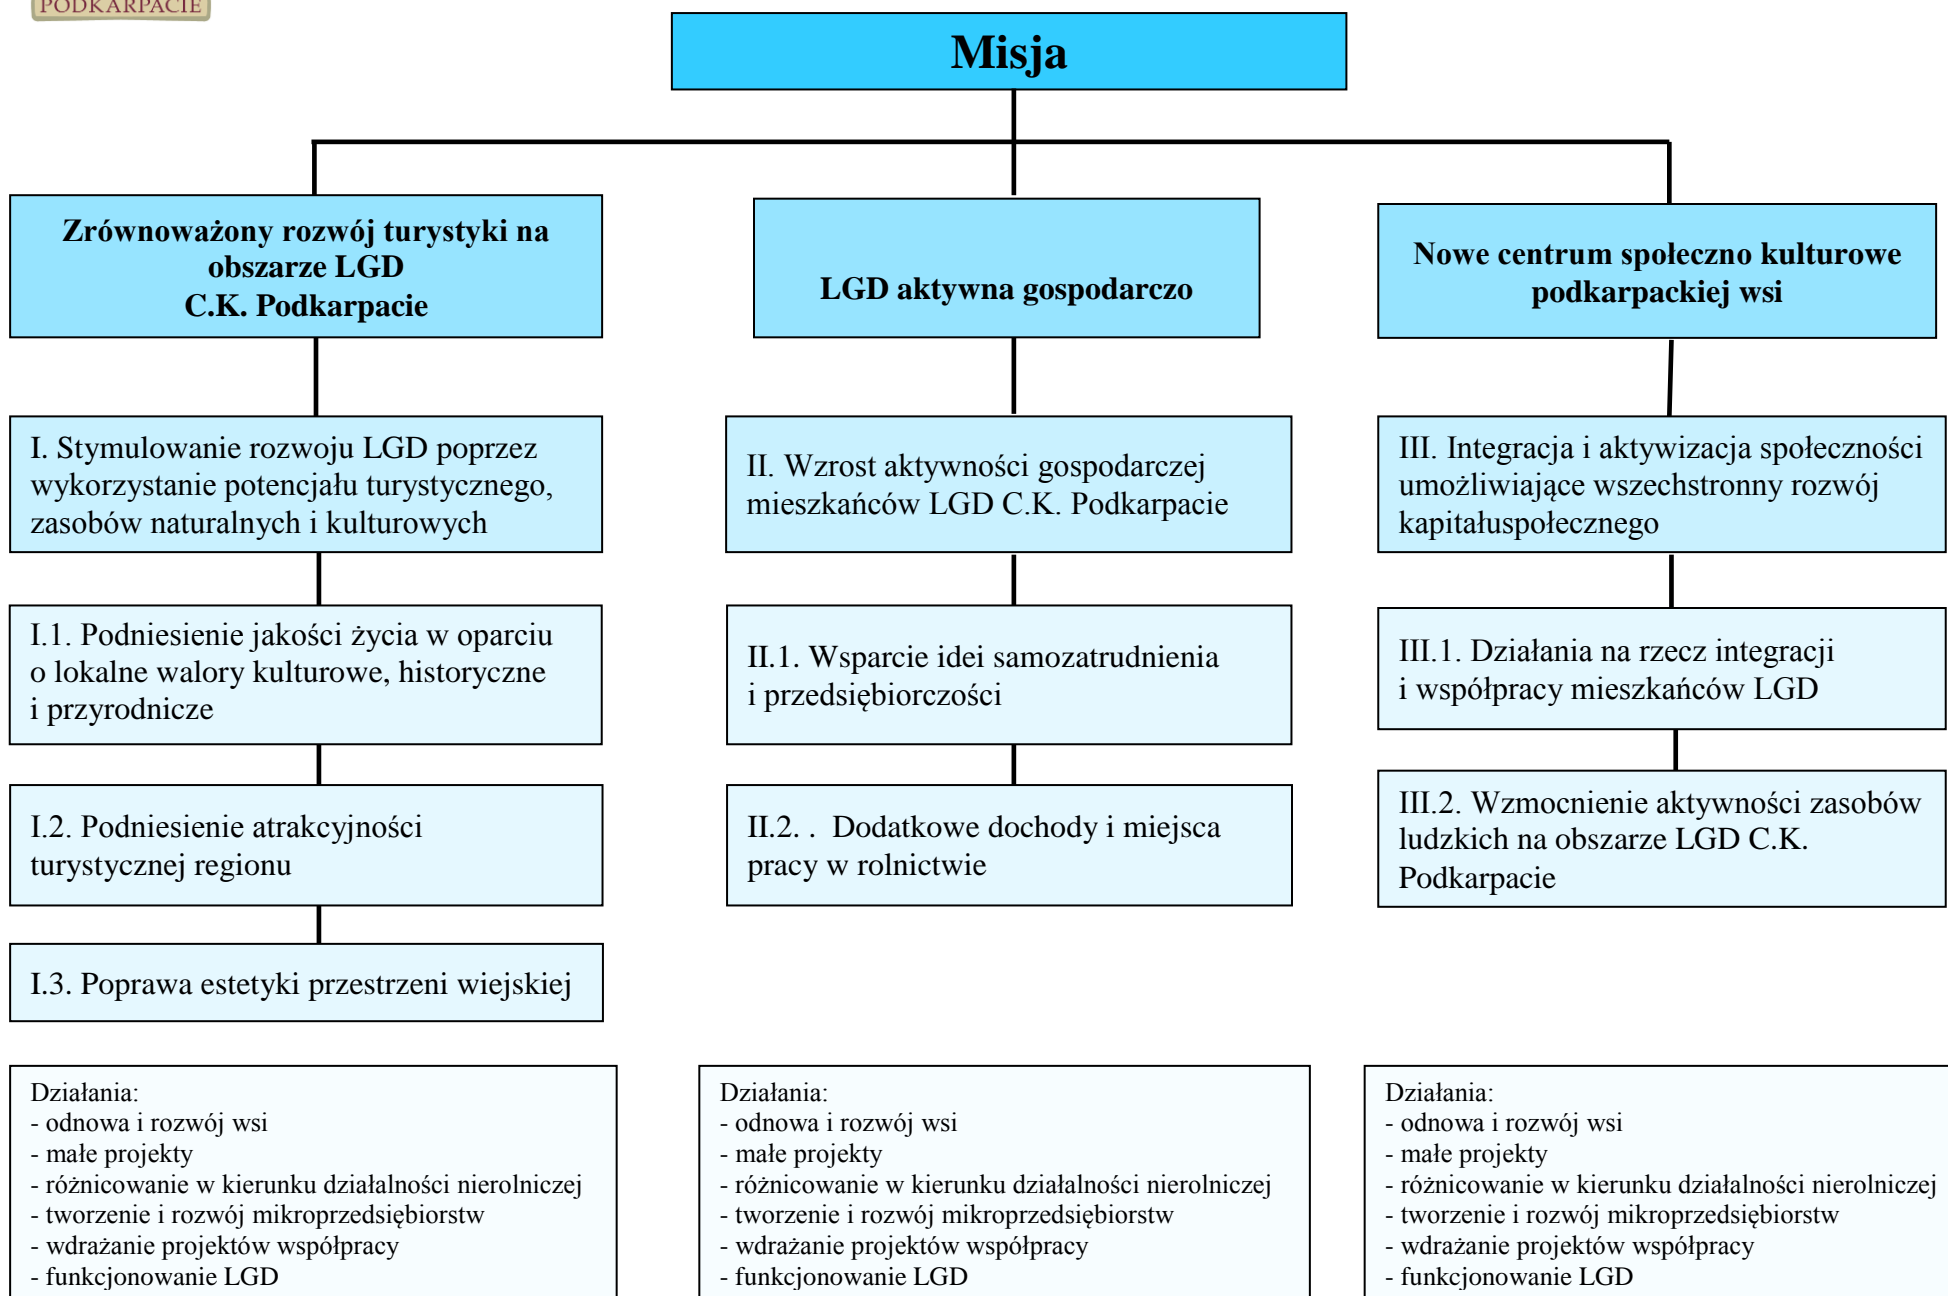 PODKARPACIE
Misja
Zrównoważony rozwój turystyki na
obszarze LGD
C.K. Podkarpacie
LGD aktywna gospodarczo
Nowe centrum społeczno kulturowe
podkarpackiej wsi
I. Stymulowanie rozwoju LGD poprzez
wykorzystanie potencjału turystycznego,
zasobów naturalnych i kulturowych
II. Wzrost aktywności gospodarczej
mieszkańców LGD C.K. Podkarpacie
III. Integracja i aktywizacja społeczności
umożliwiające wszechstronny rozwój
kapitałuspołecznego
I.1. Podniesienie jakości życia w oparciu
o lokalne walory kulturowe, historyczne
i przyrodnicze
II.1. Wsparcie idei samozatrudnienia
i przedsiębiorczości
III.1. Działania na rzecz integracji
i współpracy mieszkańców LGD
I.2. Podniesienie atrakcyjności
turystycznej regionu
II.2. . Dodatkowe dochody i miejsca
pracy w rolnictwie
III.2. Wzmocnienie aktywności zasobów
ludzkich na obszarze LGD C.K.
Podkarpacie
I.3. Poprawa estetyki przestrzeni wiejskiej
Działania:
- odnowa i rozwój wsi
- małe projekty
- różnicowanie w kierunku działalności nierolniczej
- tworzenie i rozwój mikroprzedsiębiorstw
- wdrażanie projektów współpracy
- funkcjonowanie LGD
Działania:
- odnowa i rozwój wsi
- małe projekty
- różnicowanie w kierunku działalności nierolniczej
- tworzenie i rozwój mikroprzedsiębiorstw
- wdrażanie projektów współpracy
- funkcjonowanie LGD
Działania:
- odnowa i rozwój wsi
- małe projekty
- różnicowanie w kierunku działalności nierolniczej
- tworzenie i rozwój mikroprzedsiębiorstw
- wdrażanie projektów współpracy
- funkcjonowanie LGD